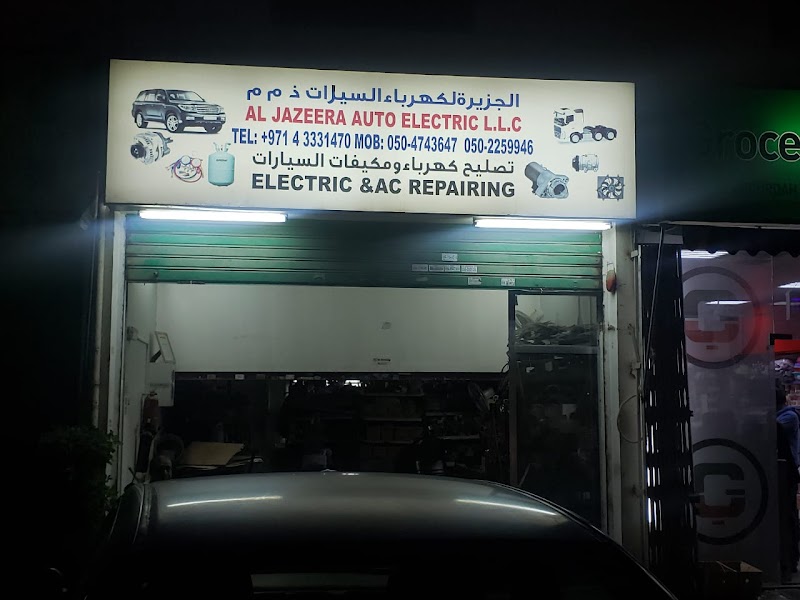 الجزيرة لكهرباء السيارات ذ م م
AL JAZEERA AUTO ELECTRIC L.L.C
TEL: +971 4 3331470 MOB: 050-4743647 050-2259946
تصليح كهرباء ومكيفات السيارات
ELECTRIC & AC REPAIRING
roce